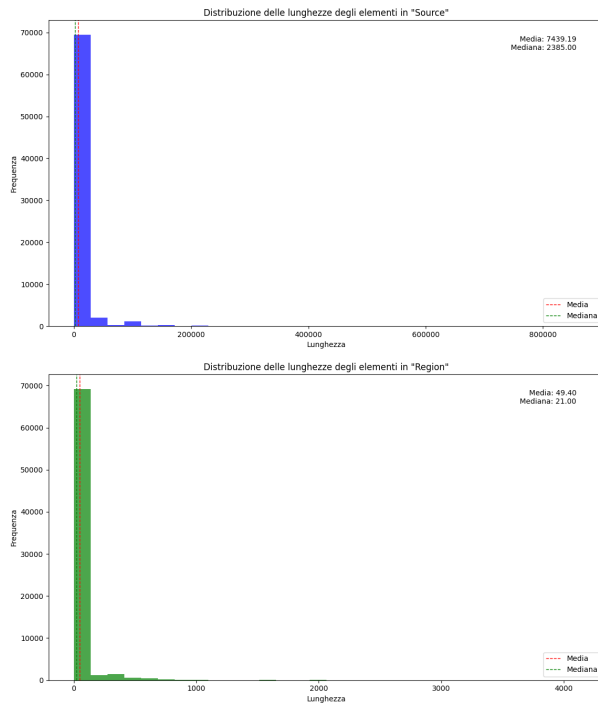 Distribuzione delle lunghezze degli elementi in "Source"
Media: 7439.19
Mediana: 2385.00
Frequenza
70000
60000
50000
40000
30000
20000
10000
0
0 200000 400000 600000 800000
Lunghezza
Media
Mediana
Distribuzione delle lunghezze degli elementi in "Region"
Media: 49.40
Mediana: 21.00
Frequenza
70000
60000
50000
40000
30000
20000
10000
0
0 1000 2000 3000 4000
Lunghezza
Media
Mediana